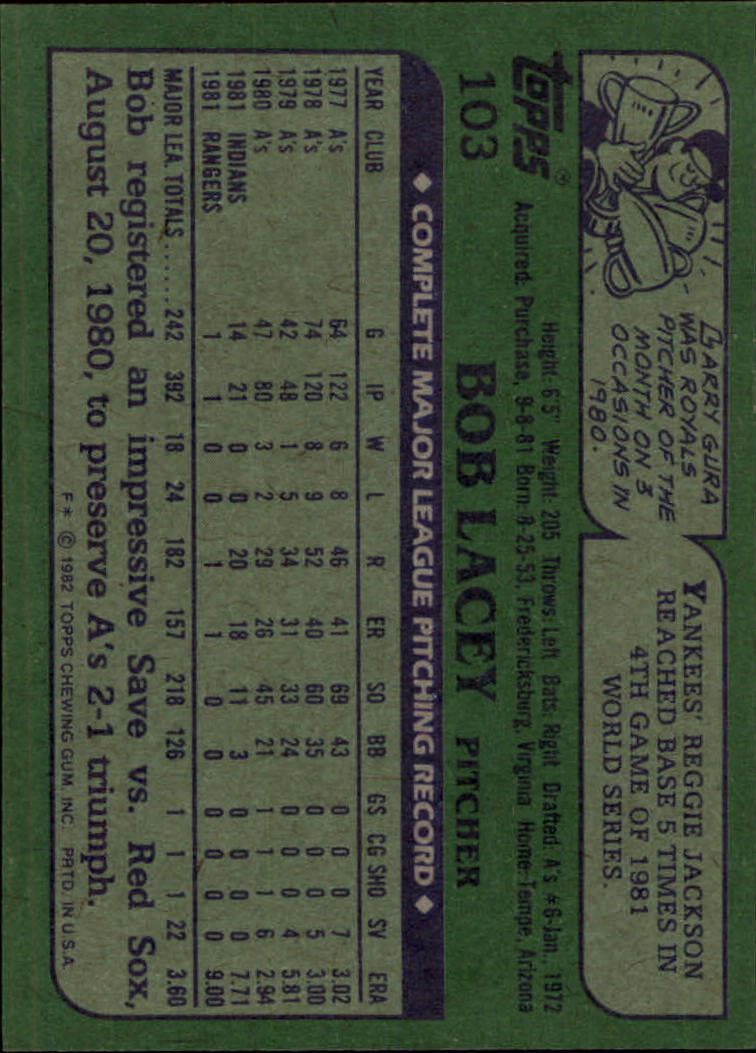 LARRY GURA
WAS ROYALS
PITCHER OF THE
MONTH ON 3
OCCASIONS IN
1980.
YANKEES' REGGIE JACKSON
REACHED BASE 5 TIMES IN
4TH GAME OF 1981
WORLD SERIES.
topps®
103 BOB LACEY PITCHER
Height: 6'5" Weight: 205 Throws: Left Bats: Right Drafted: A's #6-Jan., 1972
Acquired: Purchase, 9-8-81 Born: 8-25-53, Fredericksburg, Virginia Home: Tempe, Arizona
◆ COMPLETE MAJOR LEAGUE PITCHING RECORD ◆
YEAR CLUB G IP W L R ER SO BB GS CG SHO SV ERA
1977 A's 64 122 6 8 46 41 69 43 0 0 0 7 3.02
1978 A's 74 120 8 9 52 40 60 35 0 0 0 5 3.00
1979 A's 42 48 1 5 34 31 33 24 0 0 0 4 5.81
1980 A's 47 80 3 2 29 26 45 21 1 1 1 6 2.94
1981 INDIANS 14 21 0 0 20 18 11 3 0 0 0 0 7.71
1981 RANGERS 1 1 0 0 1 1 0 0 0 0 0 0 9.00
MAJOR LEA. TOTALS ..... 242 392 18 24 182 157 218 126 1 1 1 22 3.60
Bob registered an impressive Save vs. Red Sox,
August 20, 1980, to preserve A's 2-1 triumph.
F* © 1982 TOPPS CHEWING GUM, INC. PRTD. IN U.S.A.